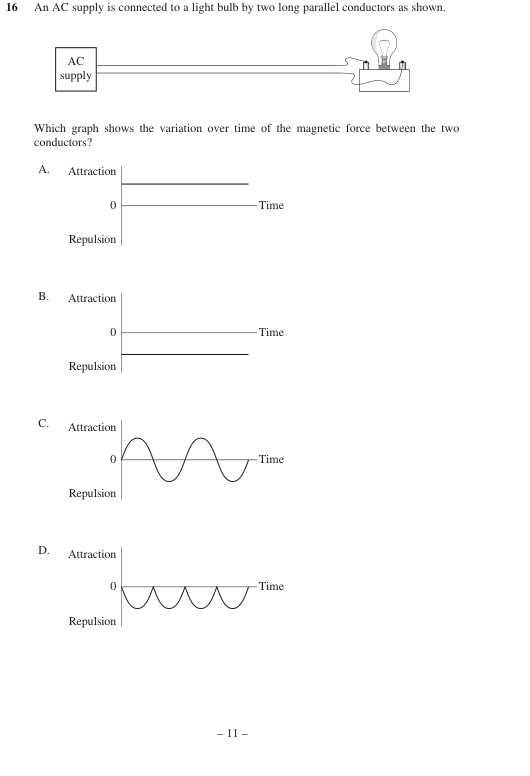 16 An AC supply is connected to a light bulb by two long parallel conductors as shown.
AC
supply
Which graph shows the variation over time of the magnetic force between the two
conductors?
A. Attraction
0 Time
Repulsion
B. Attraction
0 Time
Repulsion
C. Attraction
0 Time
Repulsion
D. Attraction
0 Time
Repulsion
– 11 –